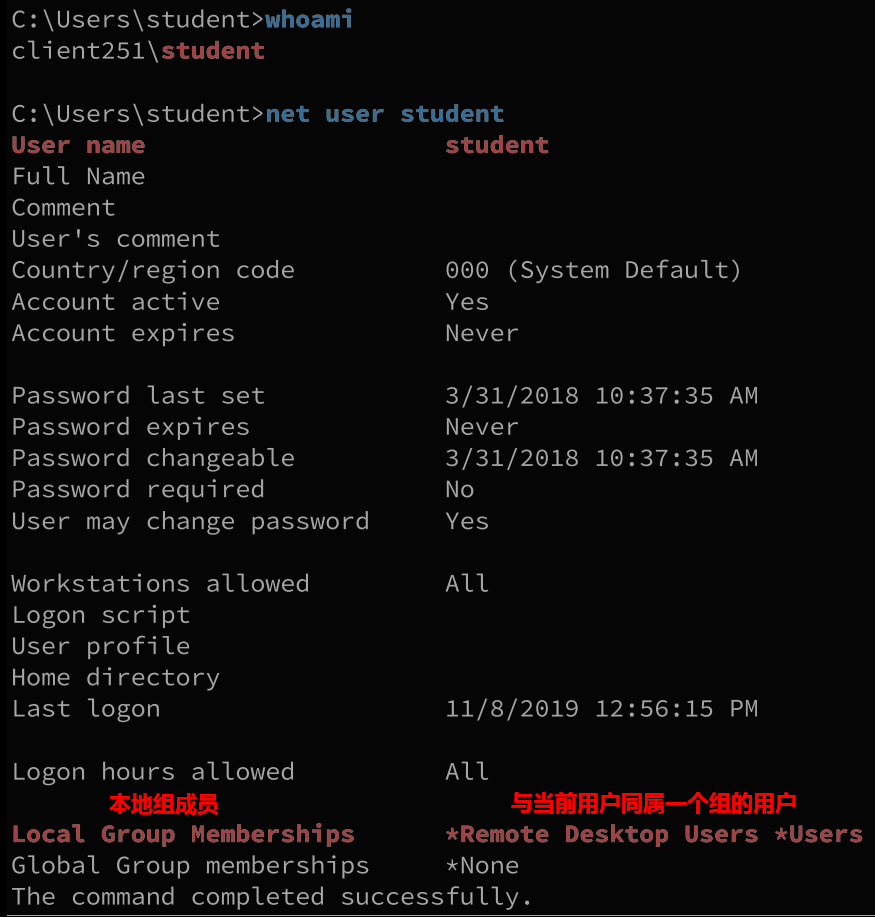 C:\Users\student>whoami
client251\student
C:\Users\student>net user student
User name student
Full Name
Comment
User's comment
Country/region code 000 (System Default)
Account active Yes
Account expires Never
Password last set 3/31/2018 10:37:35 AM
Password expires Never
Password changeable 3/31/2018 10:37:35 AM
Password required No
User may change password Yes
Workstations allowed All
Logon script
User profile
Home directory
Last logon 11/8/2019 12:56:15 PM
Logon hours allowed All
本地组成员 与当前用户同属一个组的用户
Local Group Memberships *Remote Desktop Users *Users
Global Group memberships *None
The command completed successfully.